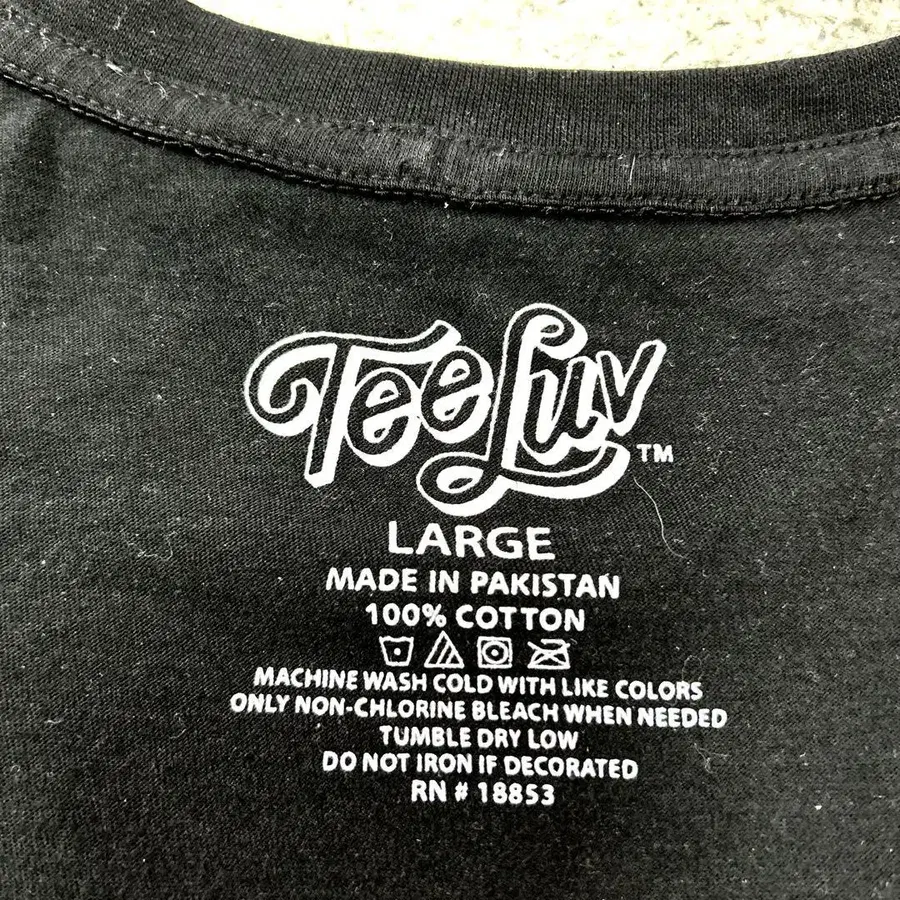 TeeLuv™
LARGE
MADE IN PAKISTAN
100% COTTON
MACHINE WASH COLD WITH LIKE COLORS
ONLY NON-CHLORINE BLEACH WHEN NEEDED
TUMBLE DRY LOW
DO NOT IRON IF DECORATED
RN # 18853